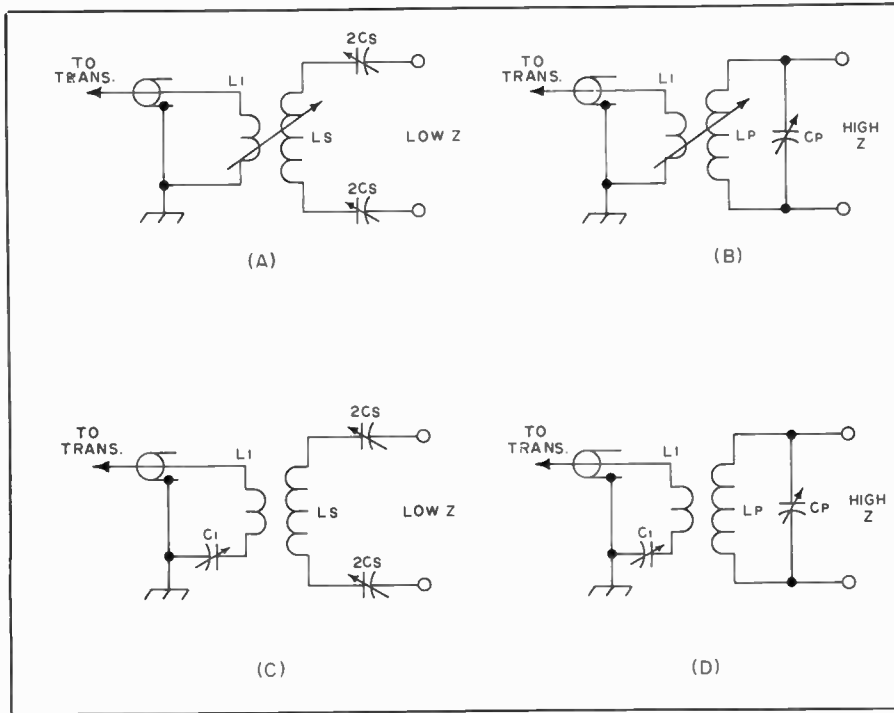 2CS
TO
TRANS.
L1
LS
LOW Z
2CS
(A)
TO
TRANS.
L1
LP
CP
HIGH
Z
(B)
2CS
TO
TRANS.
L1
LS
LOW Z
C1
2CS
(C)
TO
TRANS.
L1
LP
CP
HIGH
Z
C1
(D)